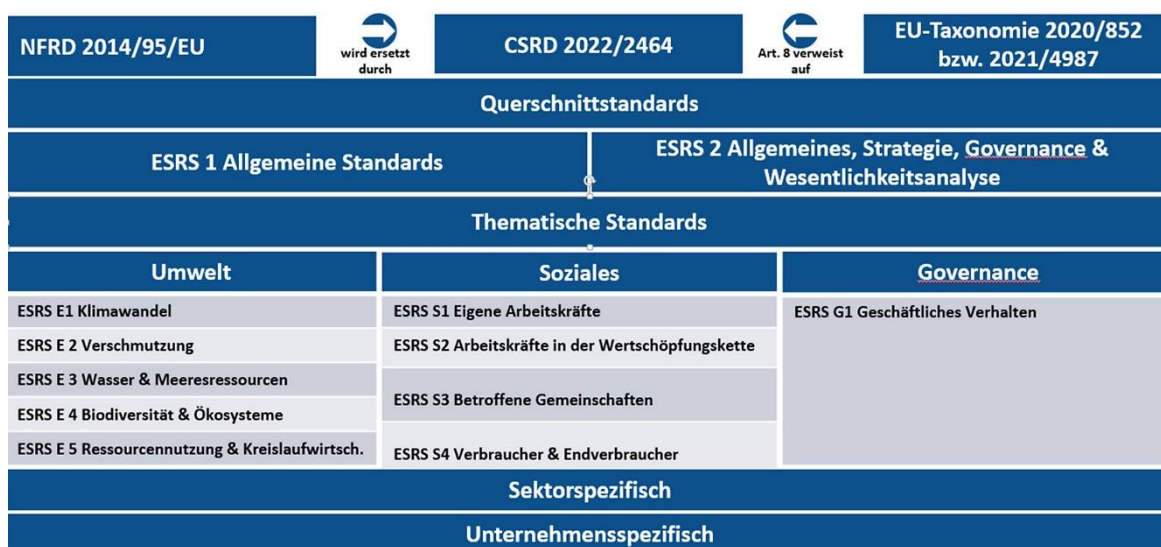 NFRD 2014/95/EU
wird ersetzt
durch
CSRD 2022/2464
Art. 8 verweist
auf
EU-Taxonomie 2020/852
bzw. 2021/4987
Querschnittstandards
ESRS 1 Allgemeine Standards
ESRS 2 Allgemeines, Strategie, Governance &
Wesentlichkeitsanalyse
Thematische Standards
Umwelt
Soziales
Governance
ESRS E1 Klimawandel
ESRS E 2 Verschmutzung
ESRS E 3 Wasser & Meeresressourcen
ESRS E 4 Biodiversität & Ökosysteme
ESRS E 5 Ressourcennutzung & Kreislaufwirtsch.
ESRS S1 Eigene Arbeitskräfte
ESRS S2 Arbeitskräfte in der Wertschöpfungskette
ESRS S3 Betroffene Gemeinschaften
ESRS S4 Verbraucher & Endverbraucher
ESRS G1 Geschäftliches Verhalten
Sektorspezifisch
Unternehmensspezifisch